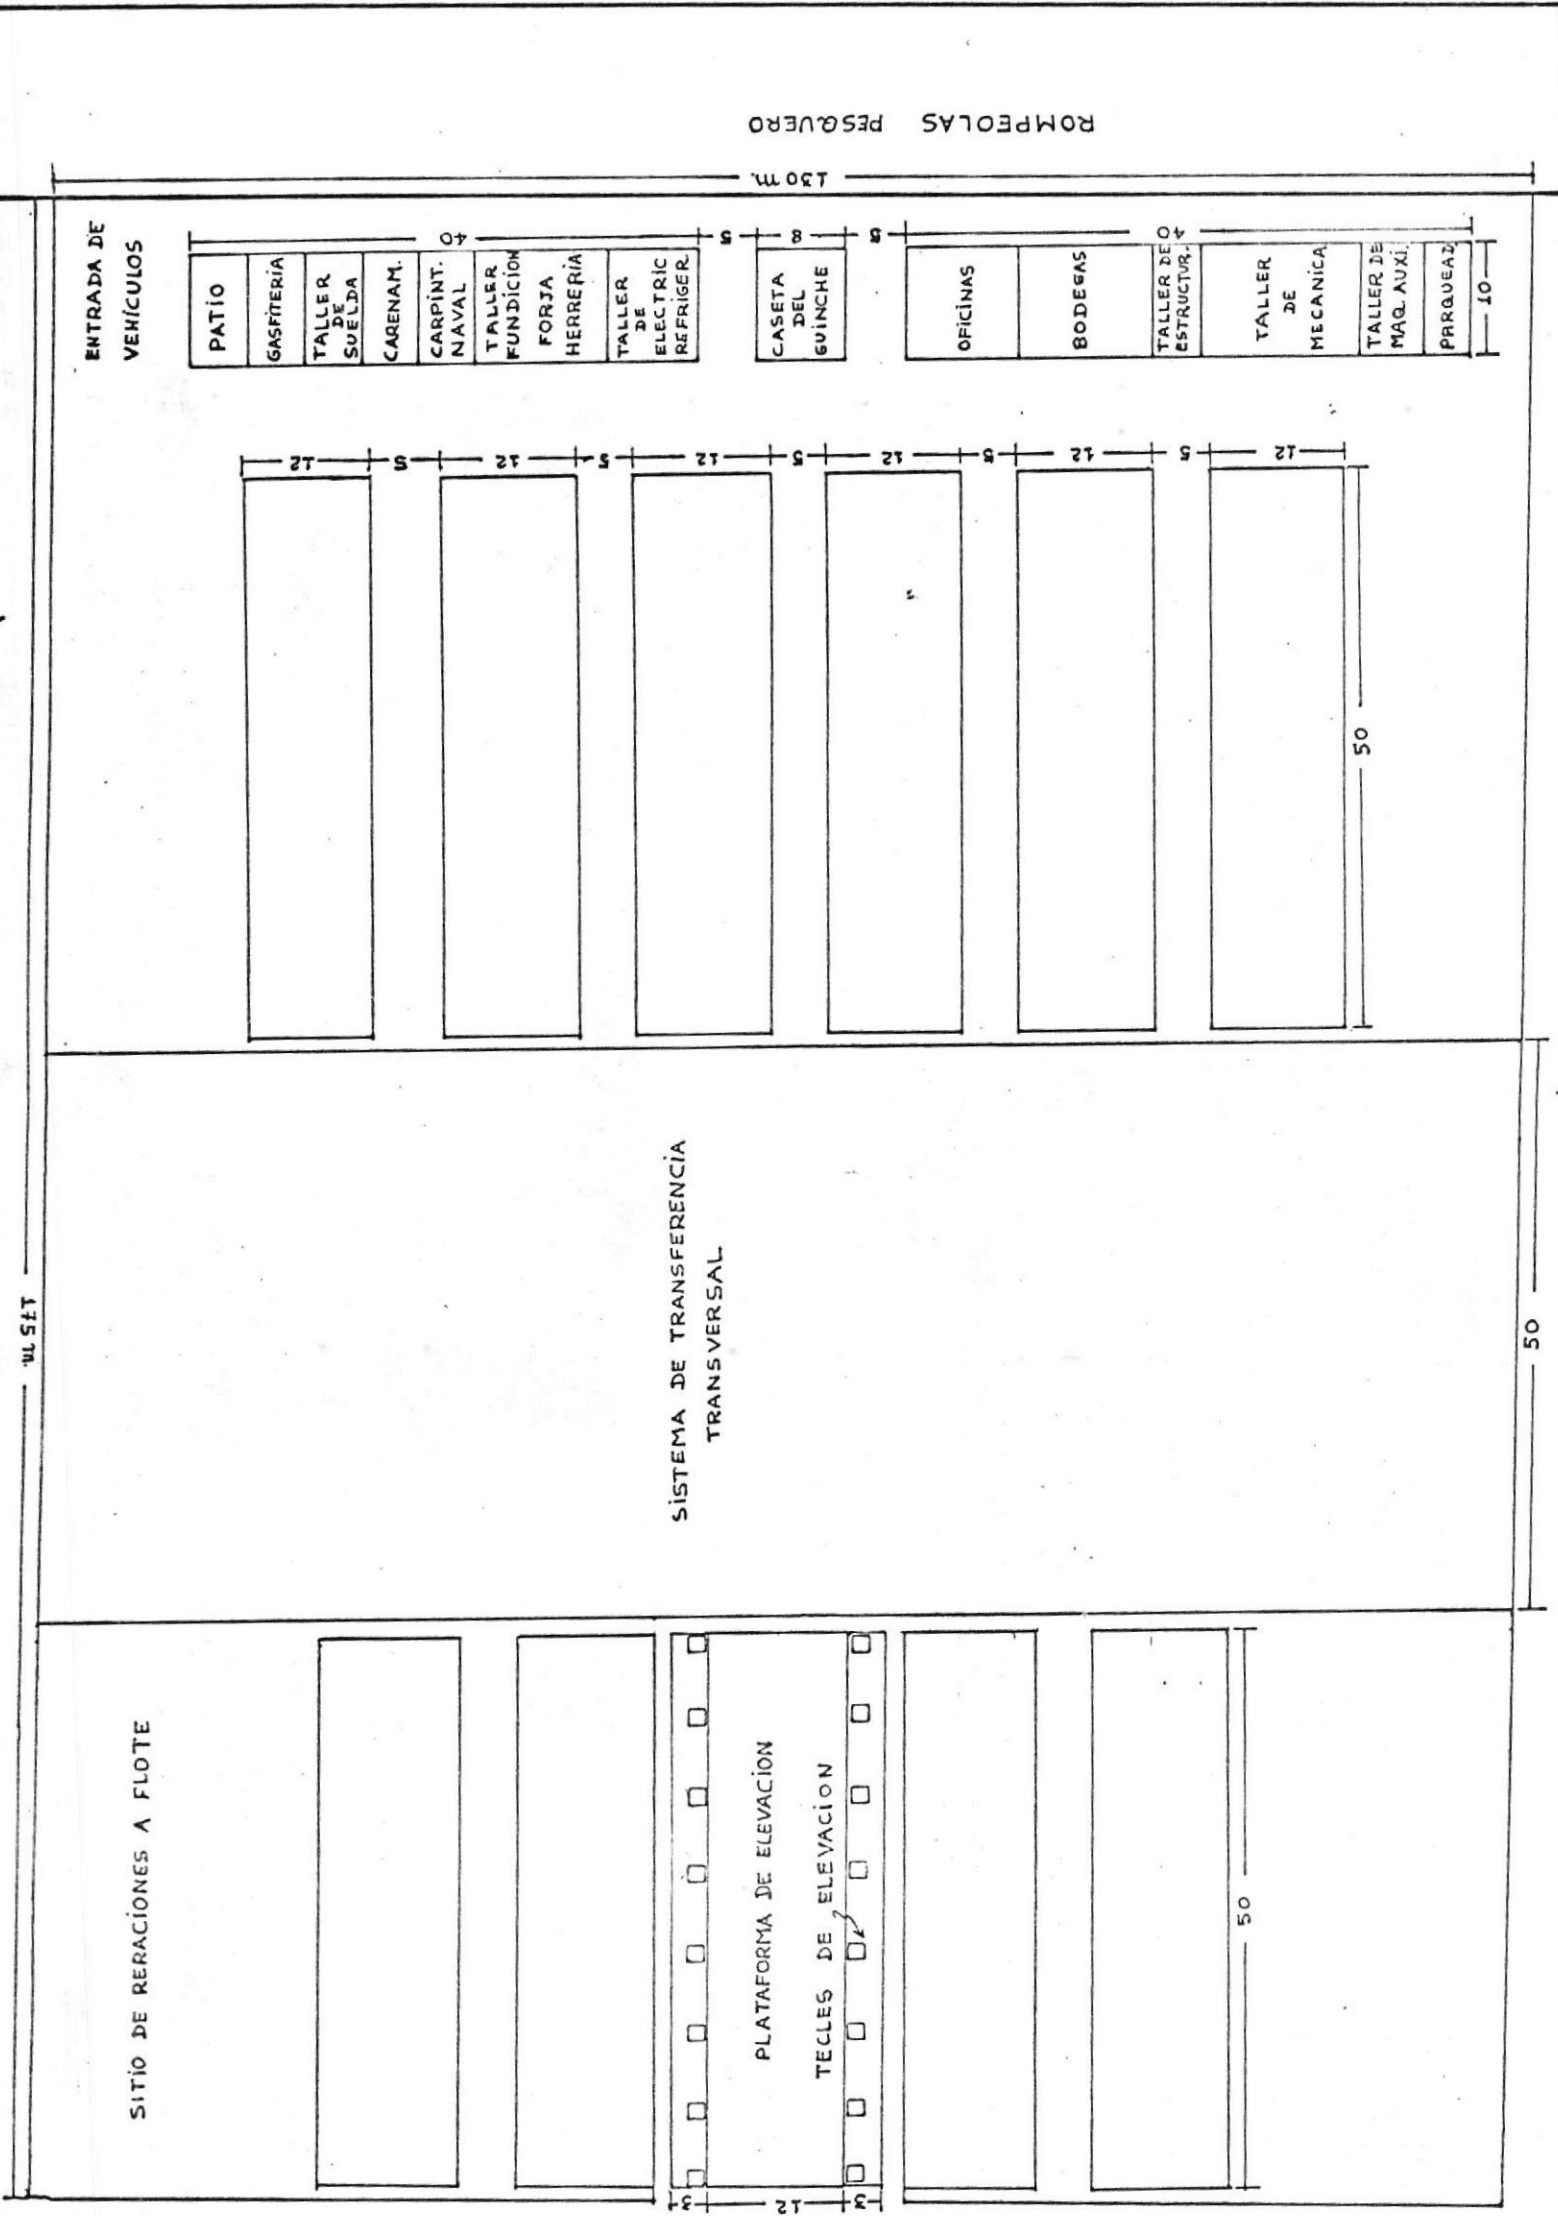 ROMPEOLAS PESQUERO
130 m.
ENTRADA DE
VEHÍCULOS
40
5
8
5
40
10
PATIO
GASFITERÍA
TALLER
DE
SUELDA
CARENAM.
CARPINT.
NAVAL
TALLER
FUNDICION
FORJA
HERRERÍA
TALLER
DE
ELECTRIC
REFRIGER.
CASETA
DEL
GUINCHE
OFICINAS
BODEGAS
TALLER DE
ESTRUCTUR.
TALLER
DE
MECANICA
TALLER DE
MAQ. AUXI.
PARQUEAD
12
5
12
5
12
5
12
5
12
5
12
50
175 m.
SISTEMA DE TRANSFERENCIA
TRANSVERSAL
50
SITIO DE RERACIONES A FLOTE
PLATAFORMA DE ELEVACION
TECLES DE ELEVACION
50
3
12
3